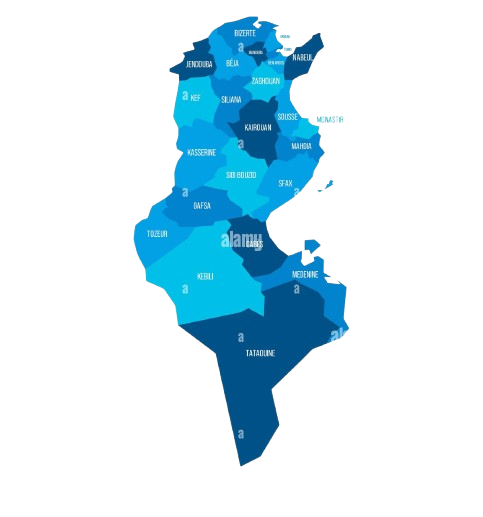 BIZERTE
ARIANA
TUNIS
MANOUBA
BEN AROUS
NABEUL
JENDOUBA
BÉJA
ZAGHOUAN
KEF
SILIANA
SOUSSE
MONASTIR
KAIROUAN
MAHDIA
KASSERINE
SIDI BOUZID
SFAX
GAFSA
TOZEUR
alamy
GABES
KEBILI
MEDENINE
TATAOUINE
a
a
a
a
a
a
a
a
a
al